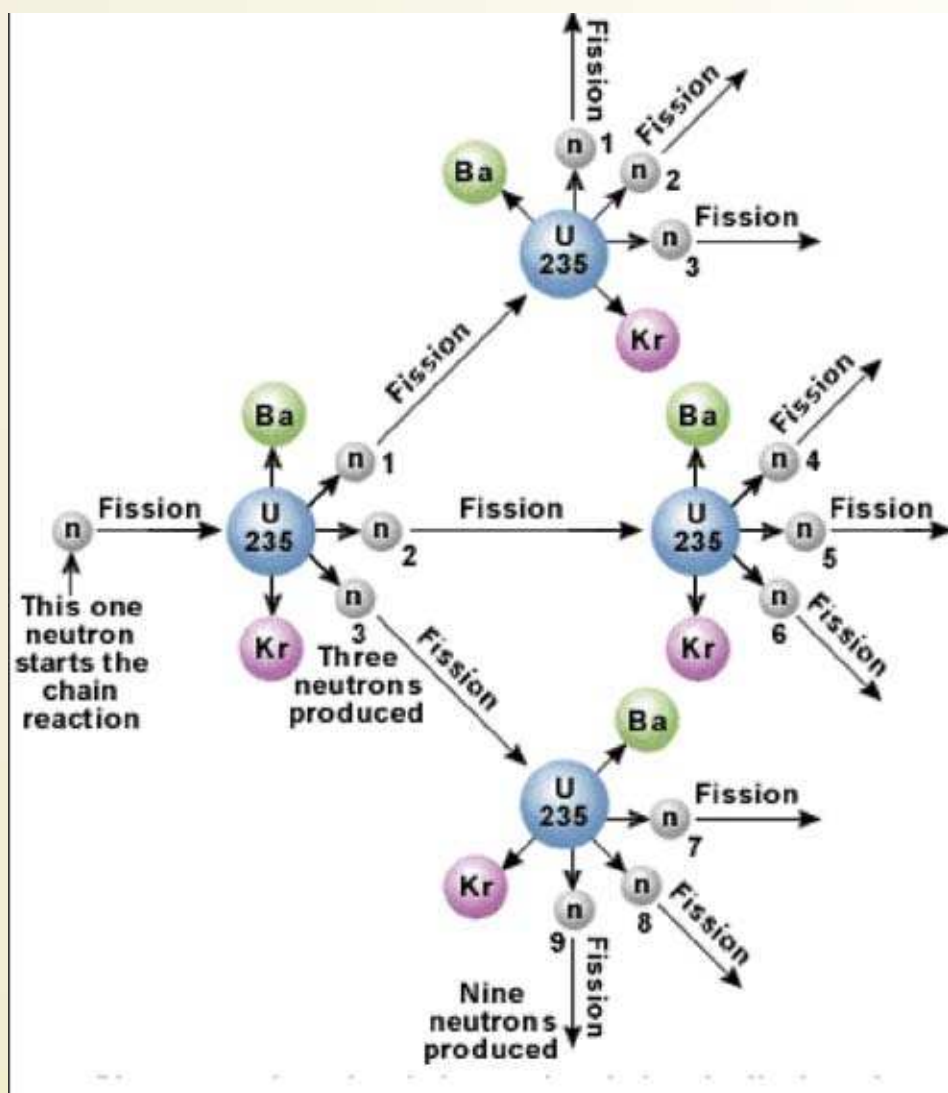 Fission
n 1
Fission
n 2
Ba
U
235
n 3
Fission
Kr
Fission
Ba
n 1
n
Fission
U
235
n 2
Fission
n 3
Kr
This one
neutron
starts the
chain
reaction
Three
neutrons
produced
Fission
Ba
U
235
n 4
Fission
n 5
Fission
n 6
Fission
Kr
Ba
U
235
n 7
Fission
Kr
n 8
Fission
n 9
Fission
Nine
neutrons
produced